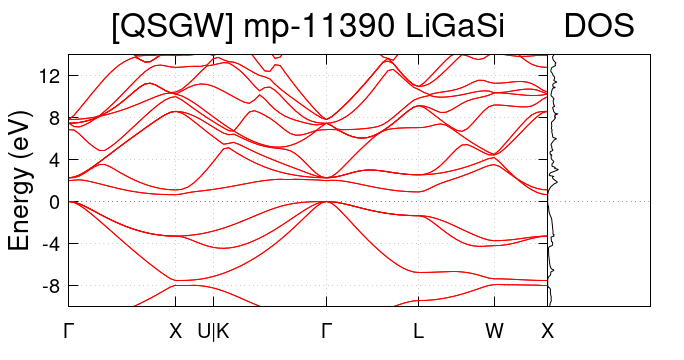 [QSGW] mp-11390 LiGaSi DOS
Energy (eV)
12
8
4
0
-4
-8
Γ X U|K Γ L W X